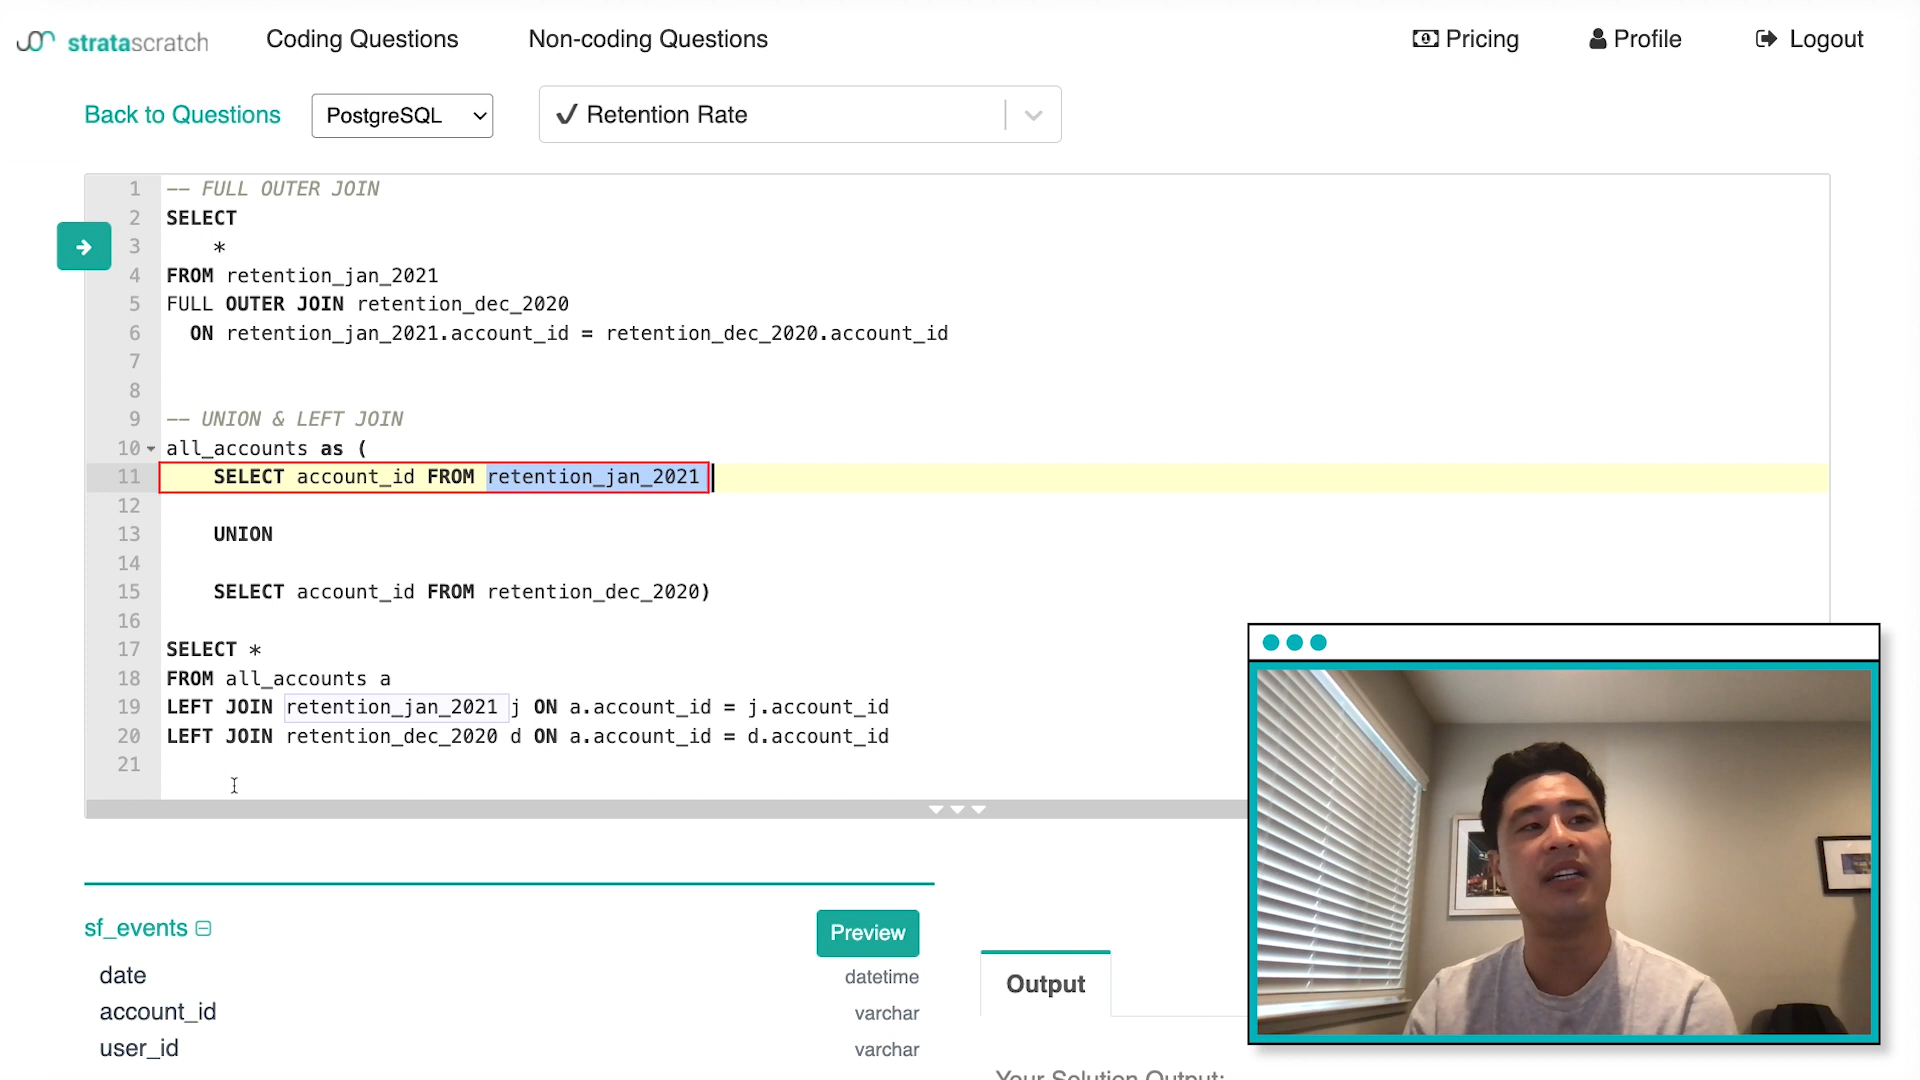 stratascratch
Coding Questions
Non-coding Questions
Pricing
Profile
Logout
Back to Questions
PostgreSQL
✓ Retention Rate
1 -- FULL OUTER JOIN
2 SELECT
3     *
4 FROM retention_jan_2021
5 FULL OUTER JOIN retention_dec_2020
6   ON retention_jan_2021.account_id = retention_dec_2020.account_id
7
8
9 -- UNION & LEFT JOIN
10 all_accounts as (
11     SELECT account_id FROM retention_jan_2021
12
13     UNION
14
15     SELECT account_id FROM retention_dec_2020)
16
17 SELECT *
18 FROM all_accounts a
19 LEFT JOIN retention_jan_2021 j ON a.account_id = j.account_id
20 LEFT JOIN retention_dec_2020 d ON a.account_id = d.account_id
21
sf_events
Preview
date datetime
account_id varchar
user_id varchar
Output
Your Solution Output: